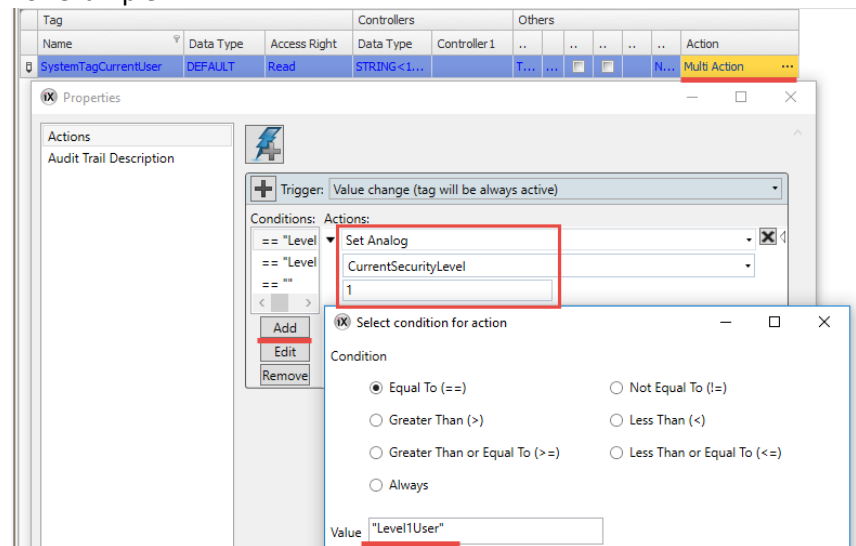 Tag Controllers Others
Name Data Type Access Right Data Type Controller1 .. .. .. .. .. Action
SystemTagCurrentUser DEFAULT Read STRING<1... T... ... N... Multi Action ...
iX Properties
Actions
Audit Trail Description
Trigger: Value change (tag will be always active)
Conditions: Actions:
== "Level Set Analog
== "Level CurrentSecurityLevel
== "" 1
Add
Edit
Remove
iX Select condition for action
Condition
Equal To (==) Not Equal To (!=)
Greater Than (>) Less Than (<)
Greater Than or Equal To (>=) Less Than or Equal To (<=)
Always
Value "Level1User"